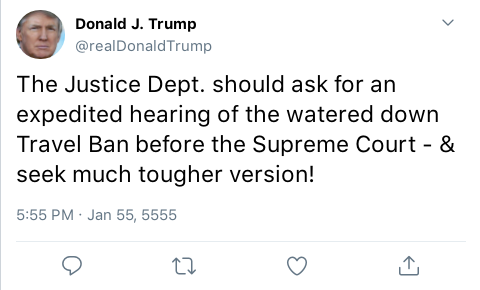 Donald J. Trump
@realDonaldTrump
The Justice Dept. should ask for an
expedited hearing of the watered down
Travel Ban before the Supreme Court - &
seek much tougher version!
5:55 PM · Jan 55, 5555